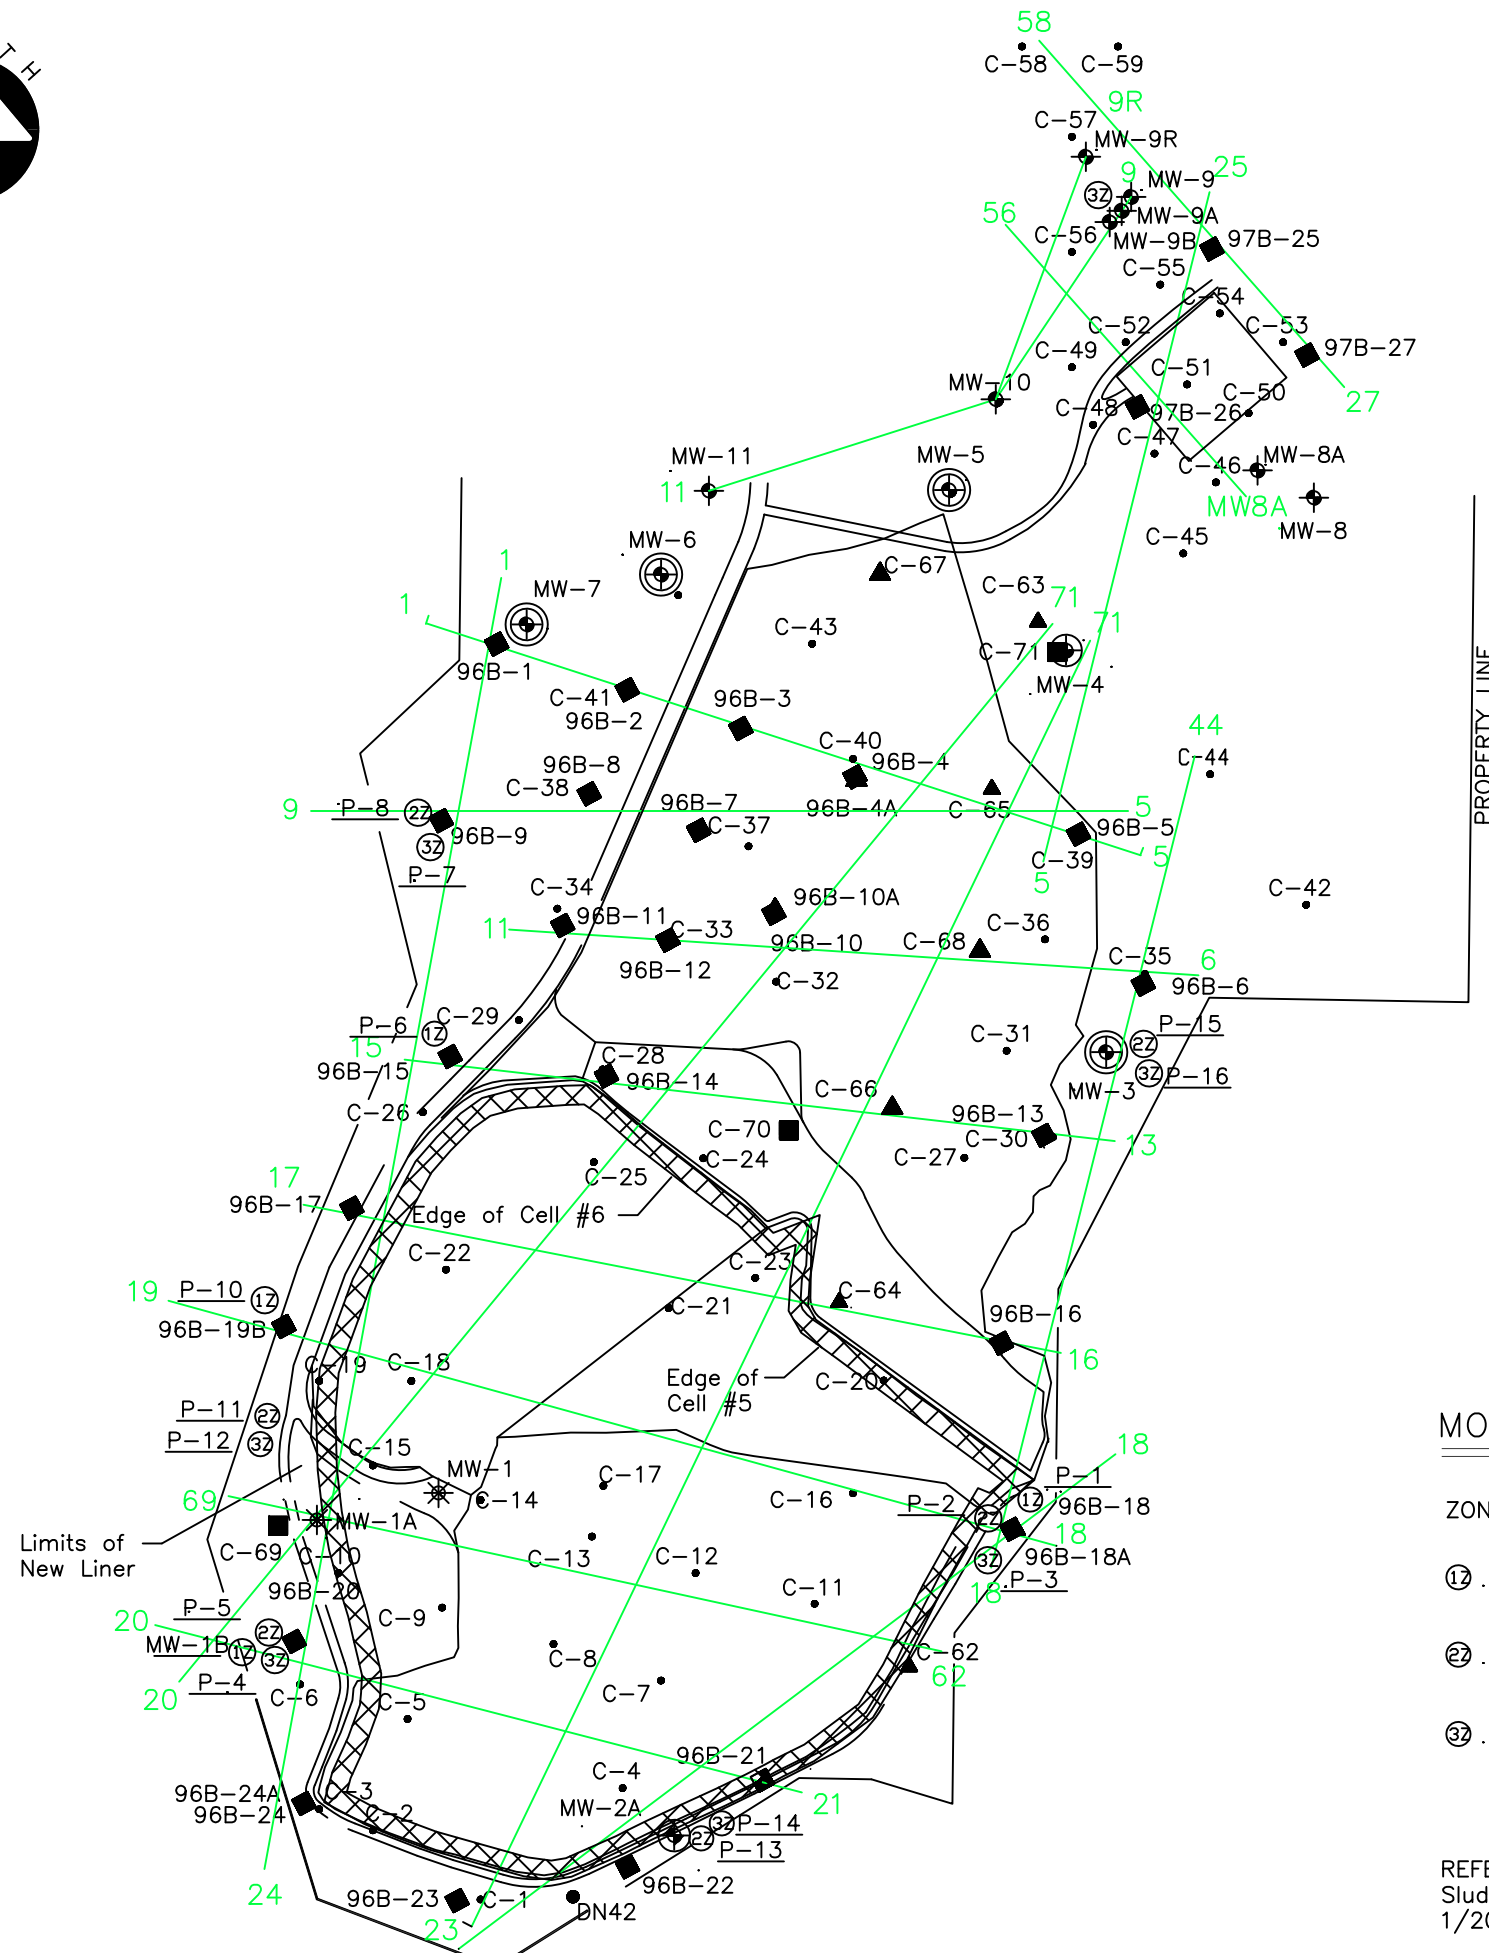 58
C-58
C-59
T H
9R
C-57
MW-9R
9
MW-9
25
3Z
MW-9A
56
C-56
MW-9B
97B-25
C-55
C-54
C-52
C-53
C-49
97B-27
C-51
MW-10
C-50
27
C-48
97B-26
C-47
MW-11
MW-5
C-46
MW-8A
11
MW8A
MW-8
MW-6
C-45
1
C-67
C-63
MW-7
1
71
71
C-43
C-71
96B-1
MW-4
C-41
96B-3
96B-2
44
C-40
96B-4
C-44
96B-8
C-38
96B-7
96B-4A
C-65
PROPERTY LINE
9
P-8
2Z
5
96B-9
C-37
96B-5
3Z
C-39
5
P-7
5
C-34
96B-10A
C-42
96B-11
C-33
C-36
11
96B-10
C-68
C-35
6
96B-12
C-32
96B-6
P-6
1Z
C-29
P-15
15
C-31
2Z
96B-15
C-28
96B-14
3Z
P-16
C-66
MW-3
C-26
96B-13
C-70
C-30
13
C-24
C-27
17
C-25
96B-17
Edge of Cell #6
C-22
C-23
19
P-10
1Z
C-64
C-21
96B-16
96B-19B
C-19
C-18
16
Edge of
Cell #5
C-20
P-11
2Z
MO
P-12
3Z
18
C-15
MW-1
P-1
C-17
69
C-14
C-16
P-2
1Z
96B-18
2Z
ZON
MW-1A
18
Limits of
New Liner
C-69
C-10
C-13
C-12
96B-18A
3Z
P-3
1Z .
96B-20
C-11
18
P-5
C-9
20
2Z
MW-1B
1Z
3Z
C-8
C-62
2Z .
P-4
C-7
62
20
C-6
C-5
3Z .
96B-21
C-4
96B-24A
C-3
21
96B-24
C-2
MW-2A
3Z
P-14
2Z
P-13
REFE
24
96B-23
C-1
96B-22
Slud
DN42
1/20
23